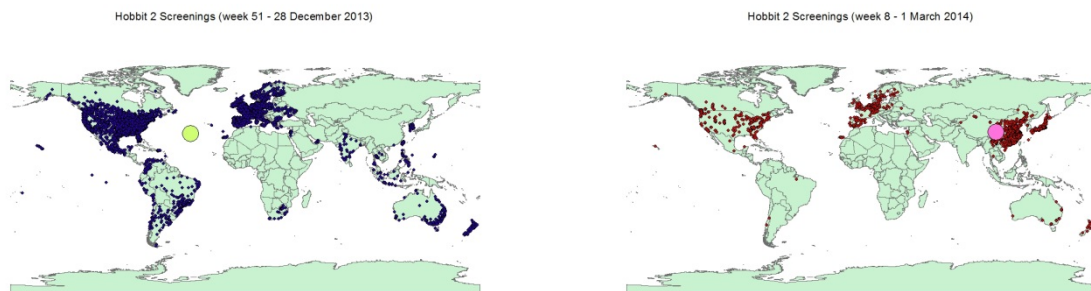 Hobbit 2 Screenings (week 51 - 28 December 2013)
Hobbit 2 Screenings (week 8 - 1 March 2014)